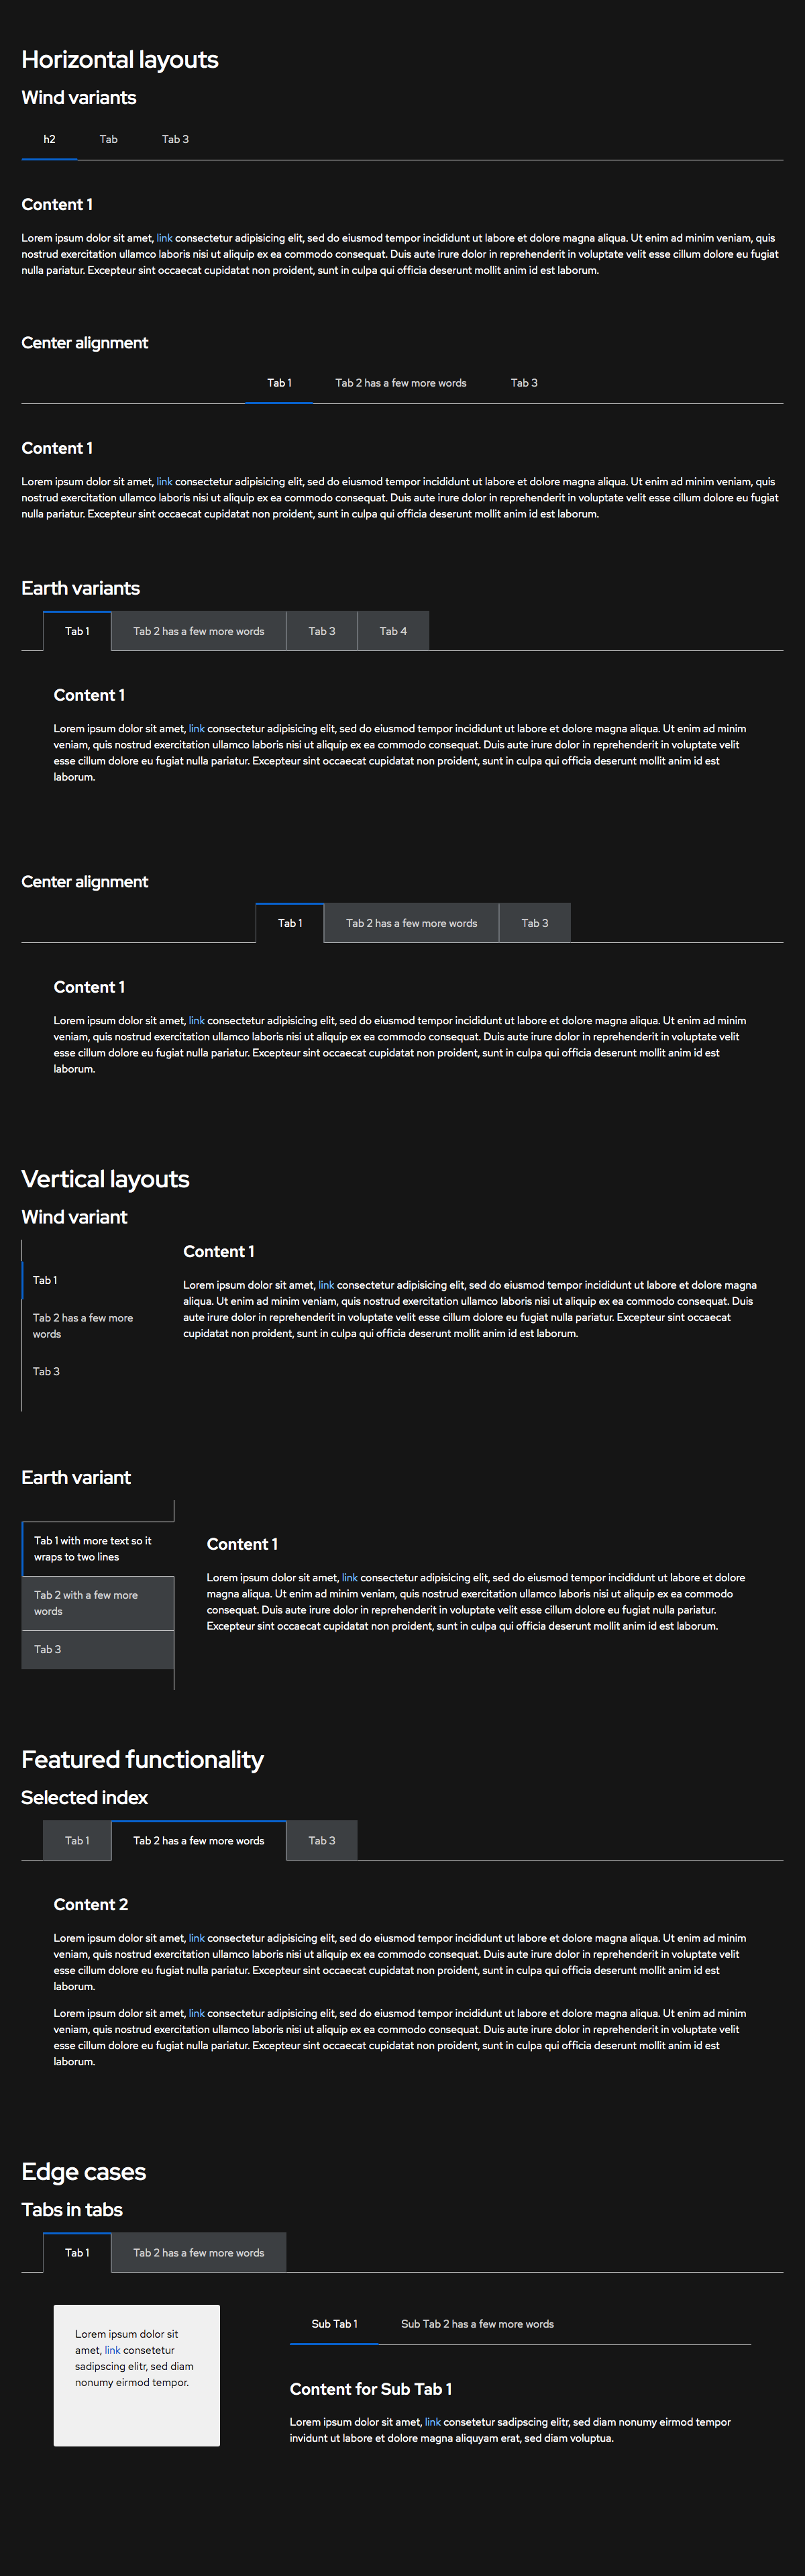 Horizontal layouts
Wind variants
h2 Tab Tab 3
Content 1
Lorem ipsum dolor sit amet, link consectetur adipisicing elit, sed do eiusmod tempor incididunt ut labore et dolore magna aliqua. Ut enim ad minim veniam, quis
nostrud exercitation ullamco laboris nisi ut aliquip ex ea commodo consequat. Duis aute irure dolor in reprehenderit in voluptate velit esse cillum dolore eu fugiat
nulla pariatur. Excepteur sint occaecat cupidatat non proident, sunt in culpa qui officia deserunt mollit anim id est laborum.
Center alignment
Tab 1 Tab 2 has a few more words Tab 3
Content 1
Lorem ipsum dolor sit amet, link consectetur adipisicing elit, sed do eiusmod tempor incididunt ut labore et dolore magna aliqua. Ut enim ad minim veniam, quis
nostrud exercitation ullamco laboris nisi ut aliquip ex ea commodo consequat. Duis aute irure dolor in reprehenderit in voluptate velit esse cillum dolore eu fugiat
nulla pariatur. Excepteur sint occaecat cupidatat non proident, sunt in culpa qui officia deserunt mollit anim id est laborum.
Earth variants
Tab 1 Tab 2 has a few more words Tab 3 Tab 4
Content 1
Lorem ipsum dolor sit amet, link consectetur adipisicing elit, sed do eiusmod tempor incididunt ut labore et dolore magna aliqua. Ut enim ad minim
veniam, quis nostrud exercitation ullamco laboris nisi ut aliquip ex ea commodo consequat. Duis aute irure dolor in reprehenderit in voluptate velit
esse cillum dolore eu fugiat nulla pariatur. Excepteur sint occaecat cupidatat non proident, sunt in culpa qui officia deserunt mollit anim id est
laborum.
Center alignment
Tab 1 Tab 2 has a few more words Tab 3
Content 1
Lorem ipsum dolor sit amet, link consectetur adipisicing elit, sed do eiusmod tempor incididunt ut labore et dolore magna aliqua. Ut enim ad minim
veniam, quis nostrud exercitation ullamco laboris nisi ut aliquip ex ea commodo consequat. Duis aute irure dolor in reprehenderit in voluptate velit
esse cillum dolore eu fugiat nulla pariatur. Excepteur sint occaecat cupidatat non proident, sunt in culpa qui officia deserunt mollit anim id est
laborum.
Vertical layouts
Wind variant
Tab 1
Tab 2 has a few more
words
Tab 3
Content 1
Lorem ipsum dolor sit amet, link consectetur adipisicing elit, sed do eiusmod tempor incididunt ut labore et dolore magna
aliqua. Ut enim ad minim veniam, quis nostrud exercitation ullamco laboris nisi ut aliquip ex ea commodo consequat. Duis
aute irure dolor in reprehenderit in voluptate velit esse cillum dolore eu fugiat nulla pariatur. Excepteur sint occaecat
cupidatat non proident, sunt in culpa qui officia deserunt mollit anim id est laborum.
Earth variant
Tab 1 with more text so it
wraps to two lines
Tab 2 with a few more
words
Tab 3
Content 1
Lorem ipsum dolor sit amet, link consectetur adipisicing elit, sed do eiusmod tempor incididunt ut labore et dolore
magna aliqua. Ut enim ad minim veniam, quis nostrud exercitation ullamco laboris nisi ut aliquip ex ea commodo
consequat. Duis aute irure dolor in reprehenderit in voluptate velit esse cillum dolore eu fugiat nulla pariatur.
Excepteur sint occaecat cupidatat non proident, sunt in culpa qui officia deserunt mollit anim id est laborum.
Featured functionality
Selected index
Tab 1 Tab 2 has a few more words Tab 3
Content 2
Lorem ipsum dolor sit amet, link consectetur adipisicing elit, sed do eiusmod tempor incididunt ut labore et dolore magna aliqua. Ut enim ad minim
veniam, quis nostrud exercitation ullamco laboris nisi ut aliquip ex ea commodo consequat. Duis aute irure dolor in reprehenderit in voluptate velit
esse cillum dolore eu fugiat nulla pariatur. Excepteur sint occaecat cupidatat non proident, sunt in culpa qui officia deserunt mollit anim id est
laborum.
Lorem ipsum dolor sit amet, link consectetur adipisicing elit, sed do eiusmod tempor incididunt ut labore et dolore magna aliqua. Ut enim ad minim
veniam, quis nostrud exercitation ullamco laboris nisi ut aliquip ex ea commodo consequat. Duis aute irure dolor in reprehenderit in voluptate velit
esse cillum dolore eu fugiat nulla pariatur. Excepteur sint occaecat cupidatat non proident, sunt in culpa qui officia deserunt mollit anim id est
laborum.
Edge cases
Tabs in tabs
Tab 1 Tab 2 has a few more words
Lorem ipsum dolor sit
amet, link consetetur
sadipscing elitr, sed diam
nonumy eirmod tempor.
Sub Tab 1 Sub Tab 2 has a few more words
Content for Sub Tab 1
Lorem ipsum dolor sit amet, link consetetur sadipscing elitr, sed diam nonumy eirmod tempor
invidunt ut labore et dolore magna aliquyam erat, sed diam voluptua.